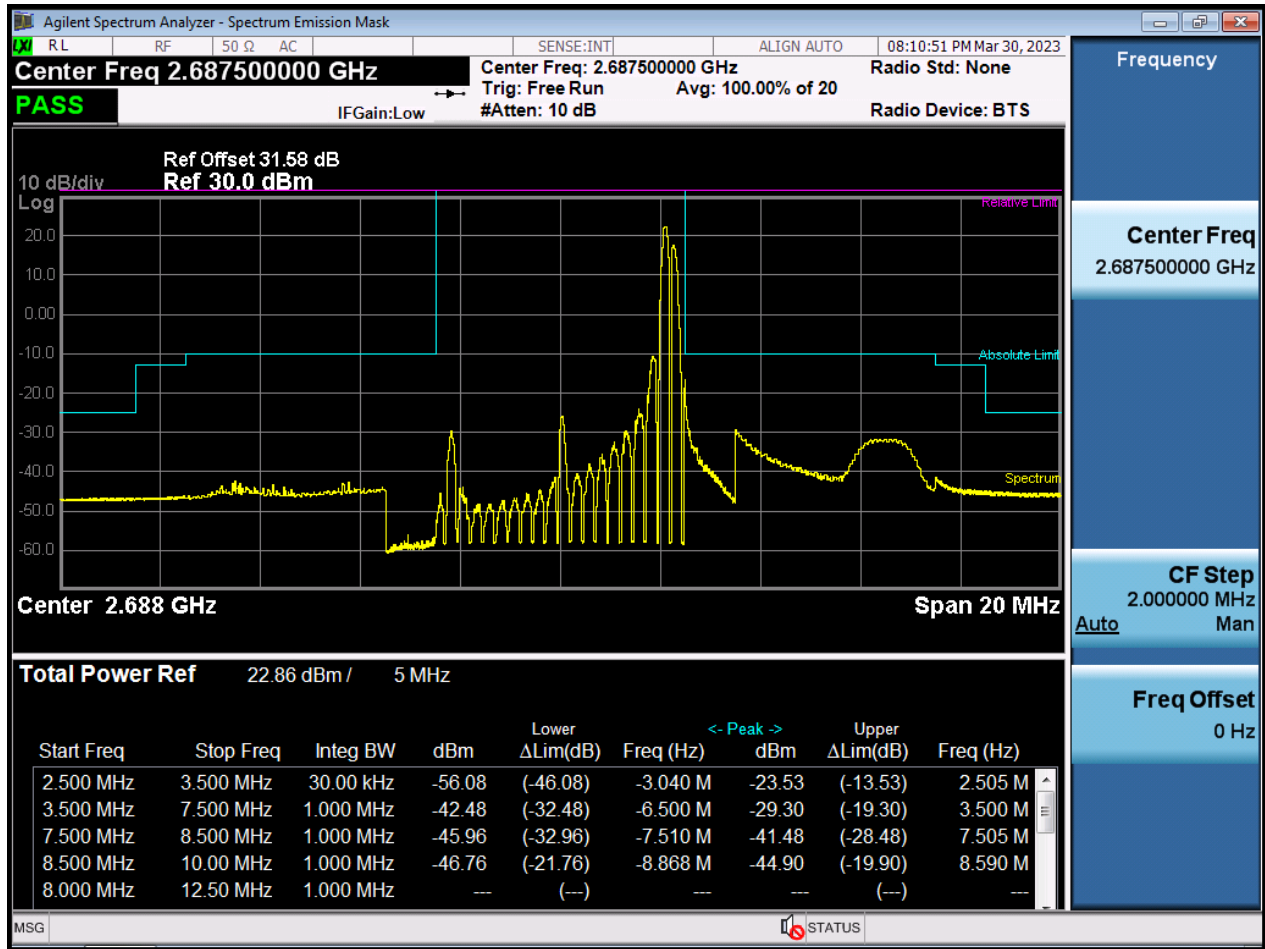 Agilent Spectrum Analyzer - Spectrum Emission Mask
LXI RL RF 50 Ω AC SENSE:INT ALIGN AUTO 08:10:51 PM Mar 30, 2023
Center Freq 2.687500000 GHz
Center Freq: 2.687500000 GHz Radio Std: None
Trig: Free Run Avg: 100.00% of 20
PASS
IFGain:Low #Atten: 10 dB Radio Device: BTS
Ref Offset 31.58 dB
10 dB/div Ref 30.0 dBm
Log
Relative Limit
20.0
10.0
0.00
-10.0
Absolute Limit
-20.0
-30.0
-40.0
Spectrum
-50.0
-60.0
Center 2.688 GHz Span 20 MHz
Total Power Ref 22.86 dBm / 5 MHz
Lower <- Peak -> Upper
Start Freq Stop Freq Integ BW dBm ΔLim(dB) Freq (Hz) dBm ΔLim(dB) Freq (Hz)
2.500 MHz 3.500 MHz 30.00 kHz -56.08 (-46.08) -3.040 M -23.53 (-13.53) 2.505 M
3.500 MHz 7.500 MHz 1.000 MHz -42.48 (-32.48) -6.500 M -29.30 (-19.30) 3.500 M
7.500 MHz 8.500 MHz 1.000 MHz -45.96 (-32.96) -7.510 M -41.48 (-28.48) 7.505 M
8.500 MHz 10.00 MHz 1.000 MHz -46.76 (-21.76) -8.868 M -44.90 (-19.90) 8.590 M
8.000 MHz 12.50 MHz 1.000 MHz --- (---) --- --- (---) ---
MSG STATUS
Frequency
Center Freq
2.687500000 GHz
CF Step
2.000000 MHz
Auto Man
Freq Offset
0 Hz